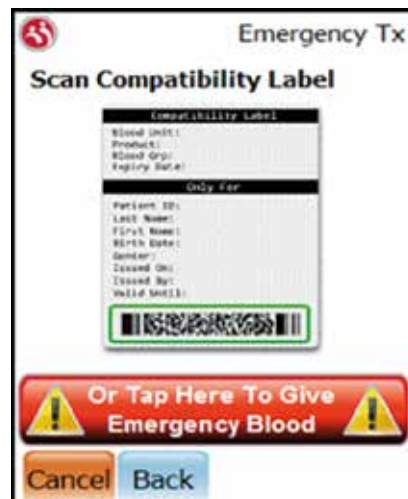 Emergency Tx
Scan Compatibility Label
Compatibility Label
Blood Unit:
Product:
Blood Grp:
Expiry Date:
Only For
Patient ID:
Last Name:
First Name:
Birth Date:
Gender:
Issued On:
Issued By:
Valid Until:
Or Tap Here To Give
Emergency Blood
Cancel Back